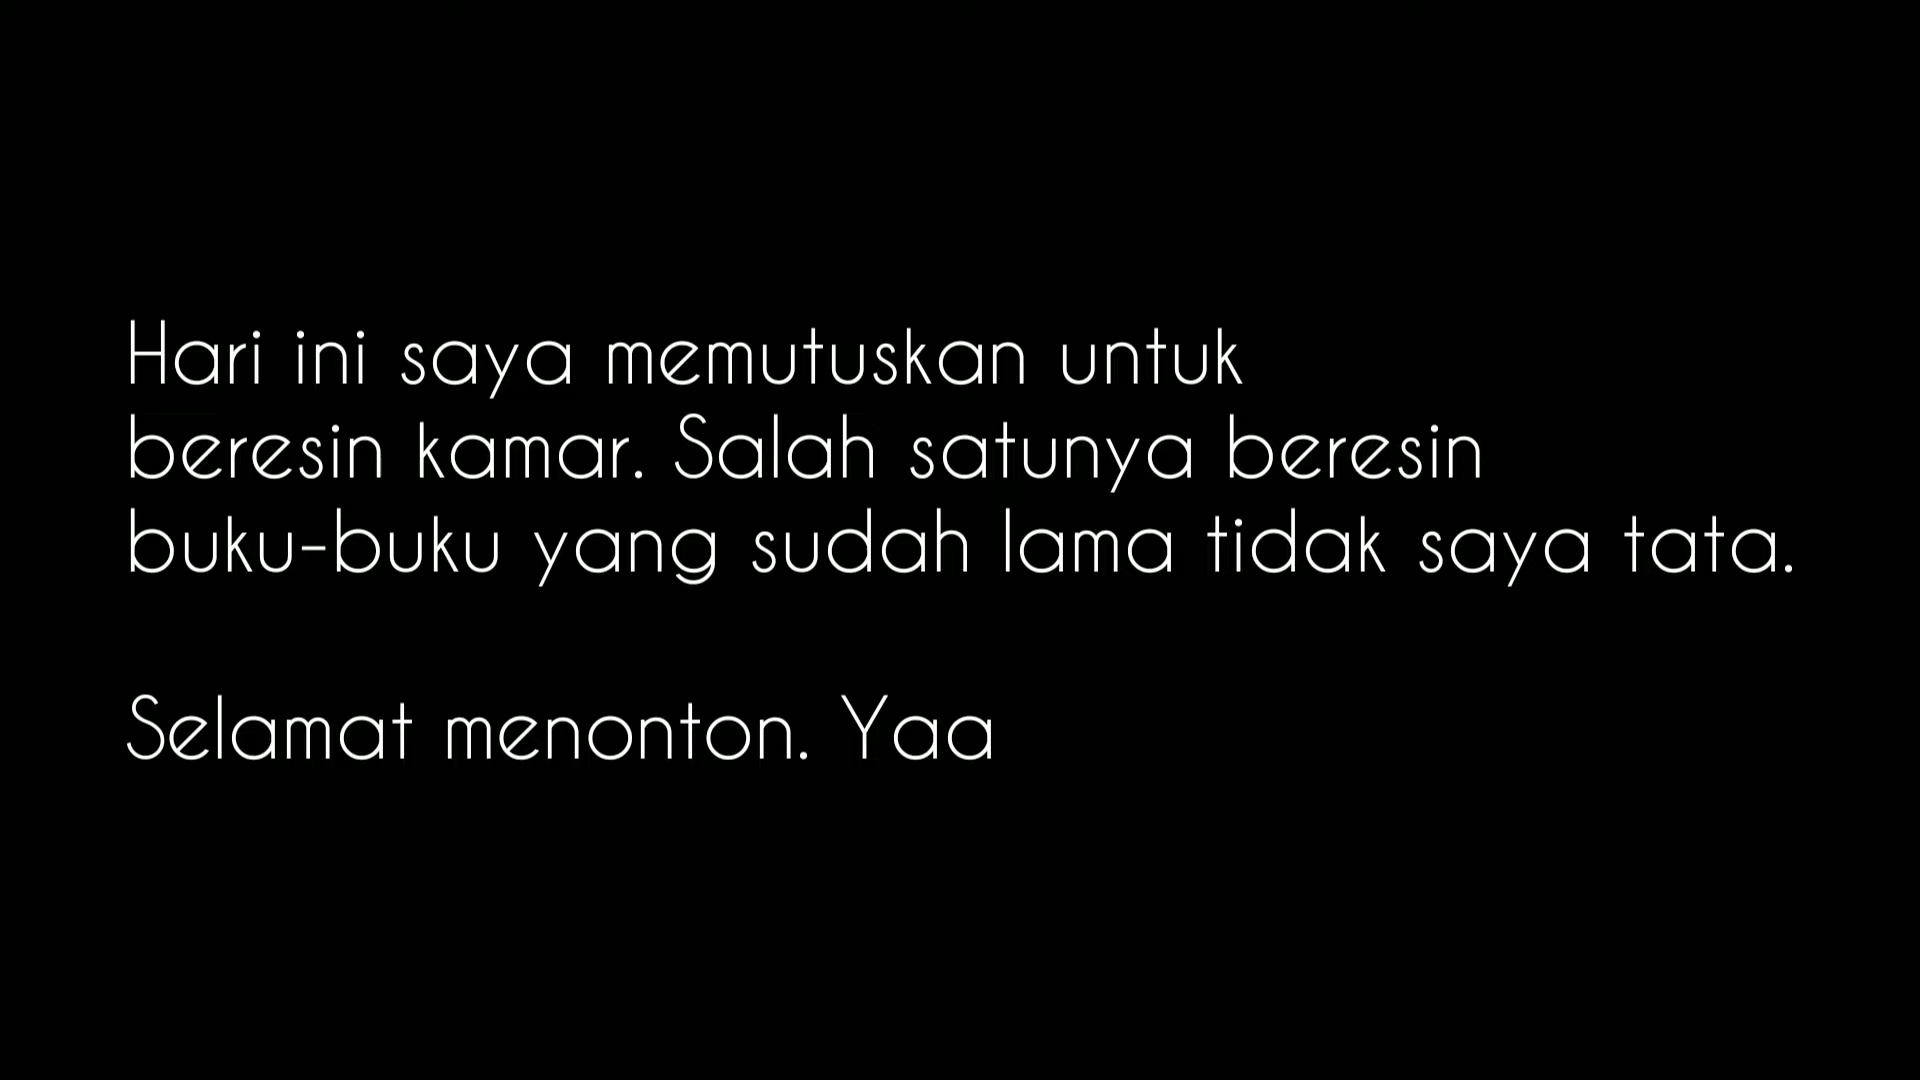 Hari ini saya memutuskan untuk
beresin kamar. Salah satunya beresin
buku-buku yang sudah lama tidak saya tata.
Selamat menonton. Yaa